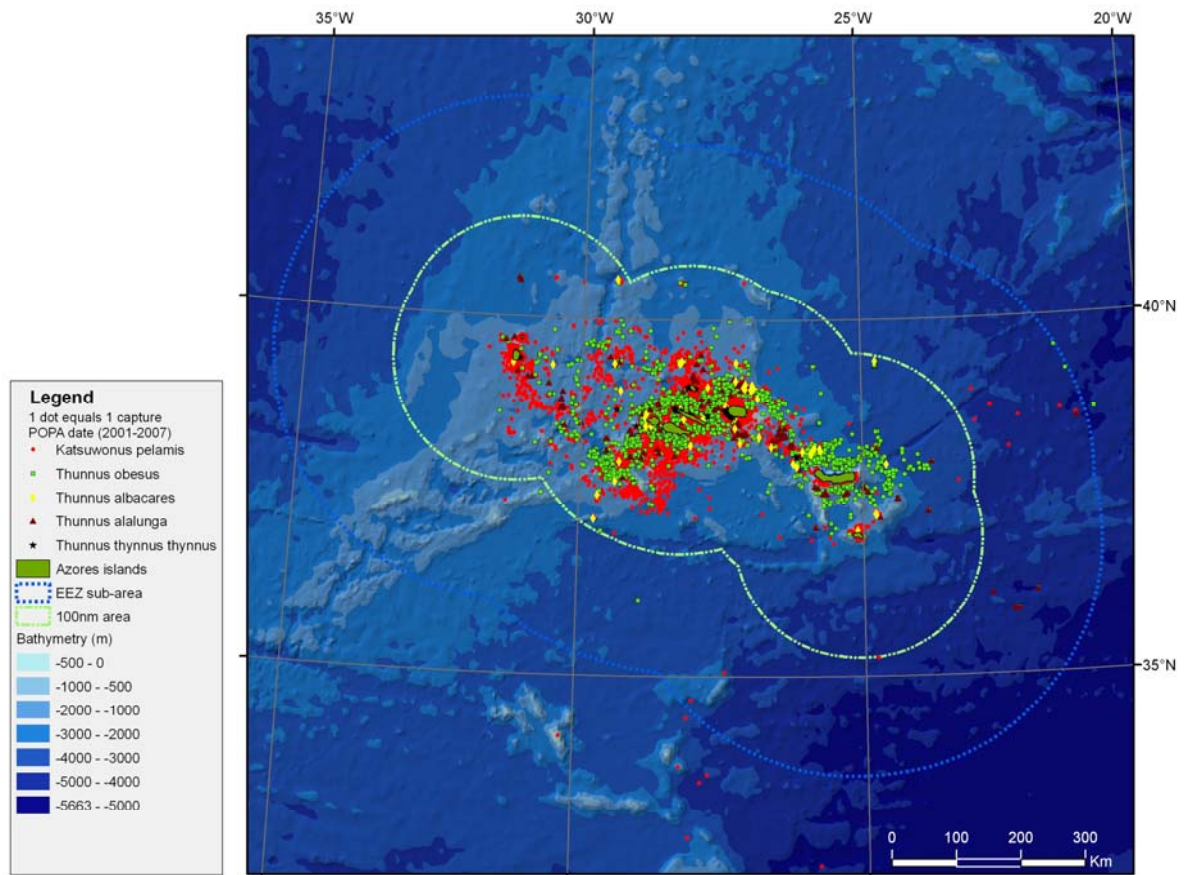 35°W
30°W
25°W
20°W
40°N
35°N
Legend
1 dot equals 1 capture
POPA date (2001-2007)
Katsuwonus pelamis
Thunnus obesus
Thunnus albacares
Thunnus alalunga
Thunnus thynnus thynnus
Azores islands
EEZ sub-area
100nm area
Bathymetry (m)
-500 - 0
-1000 - -500
-2000 - -1000
-3000 - -2000
-4000 - -3000
-5000 - -4000
-5663 - -5000
0 100 200 300
Km